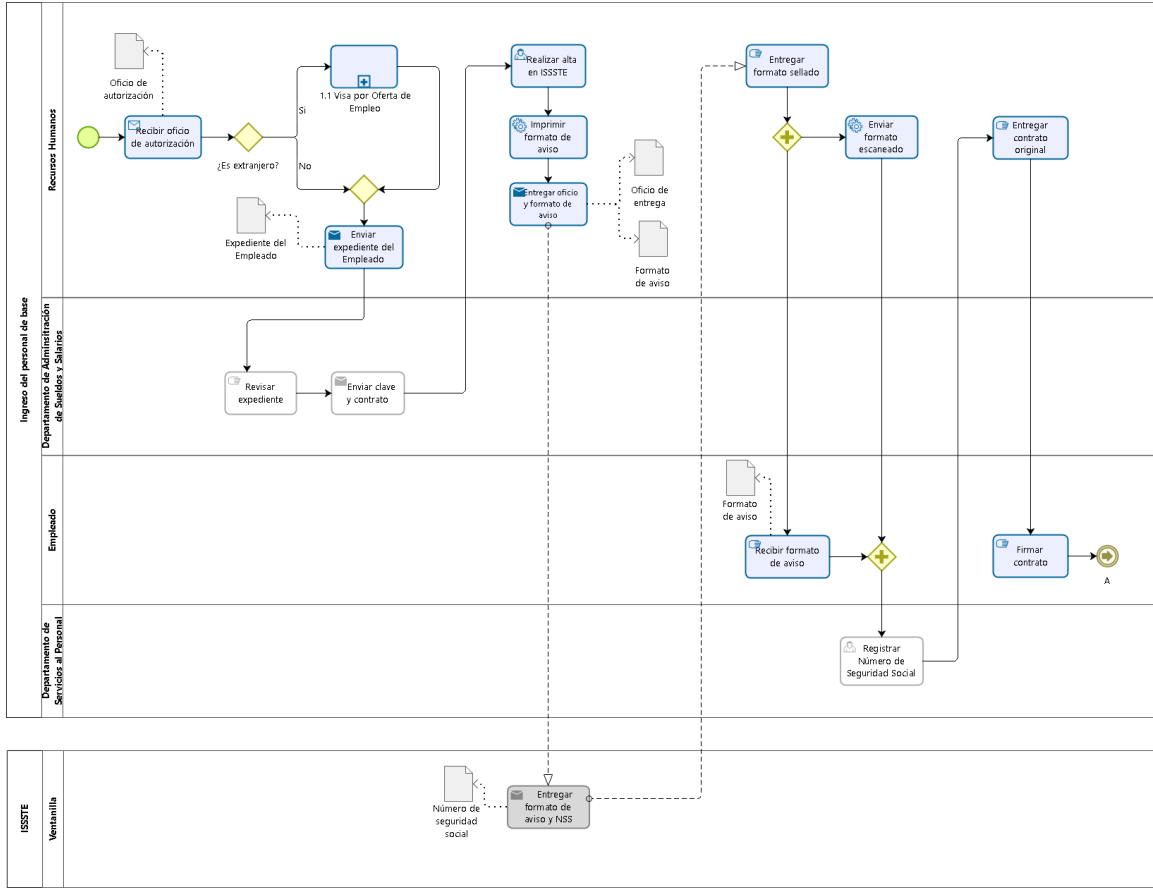 Ingreso del personal de base
Recursos Humanos
Oficio de
autorización
Recibir oficio
de autorización
¿Es extranjero?
Si
No
1.1 Visa por Oferta de
Empleo
Expediente del
Empleado
Enviar
expediente del
Empleado
Realizar alta
en ISSSTE
Imprimir
formato de
aviso
Entregar oficio
y formato de
aviso
Oficio de
entrega
Formato
de aviso
Entregar
formato sellado
Enviar
formato
escaneado
Entregar
contrato
original
Departamento de Adminsitración
de Sueldos y Salarios
Revisar
expediente
Enviar clave
y contrato
Empleado
Formato
de aviso
Recibir formato
de aviso
Firmar
contrato
A
Departamento de
Servicios al Personal
Registrar
Número de
Seguridad Social
ISSSTE
Ventanilla
Número de
seguridad
social
Entregar
formato de
aviso y NSS